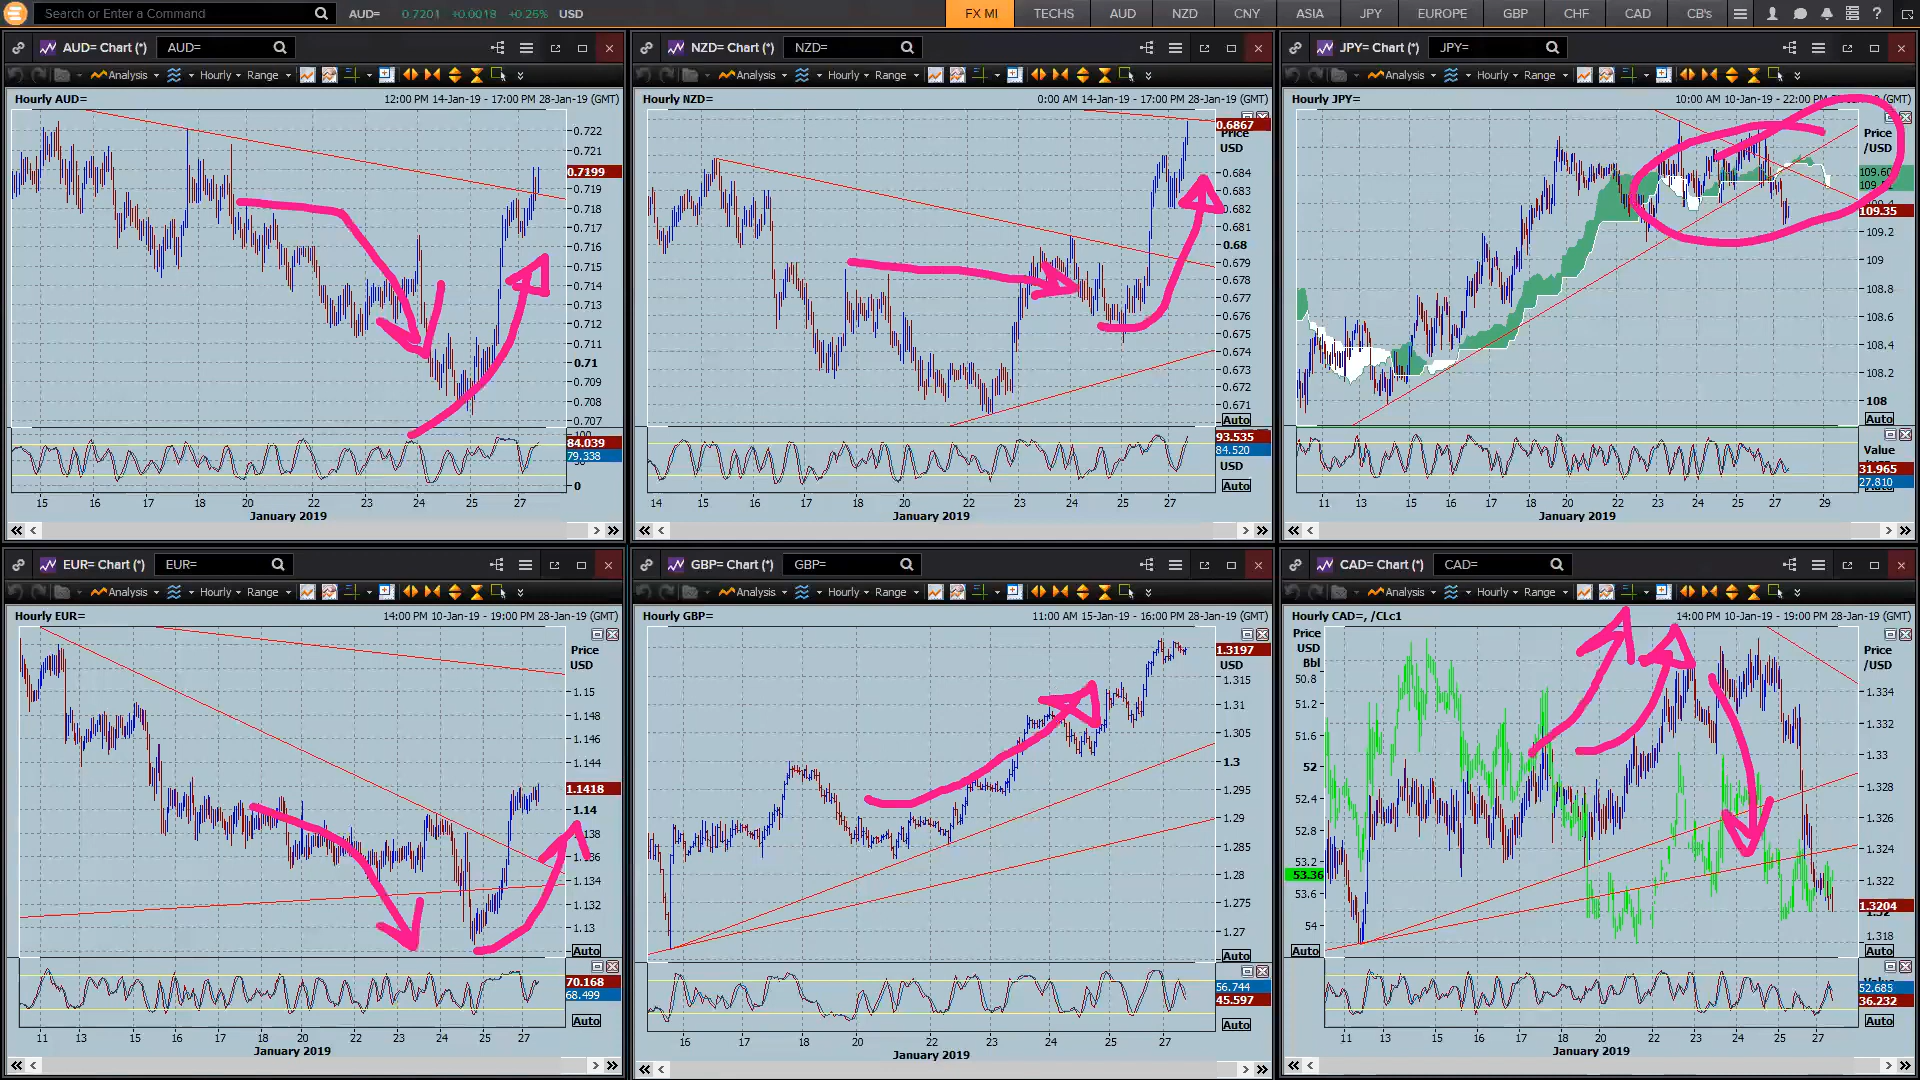 Search or Enter a Command AUD= 0.7201 +0.0018 +0.26% USD FX MI TECHS AUD NZD CNY ASIA JPY EUROPE GBP CHF CAD CB's
AUD= Chart (*) AUD=
Analysis Hourly Range
Hourly AUD= 12:00 PM 14-Jan-19 - 17:00 PM 28-Jan-19 (GMT)
0.722
0.721
0.7199
0.719
0.718
0.717
0.716
0.715
0.714
0.713
0.712
0.711
0.71
0.709
0.708
0.707
100
84.039
79.338
0
15 16 17 18 20 22 23 24 25 27
January 2019
NZD= Chart (*) NZD=
Analysis Hourly Range
Hourly NZD= 0:00 AM 14-Jan-19 - 17:00 PM 28-Jan-19 (GMT)
0.6867
Price
USD
0.684
0.683
0.682
0.681
0.68
0.679
0.678
0.677
0.676
0.675
0.674
0.673
0.672
0.671
Auto
93.535
84.520
USD
Auto
14 15 16 17 18 20 22 23 24 25 27
January 2019
JPY= Chart (*) JPY=
Analysis Hourly Range
Hourly JPY= 10:00 AM 10-Jan-19 - 22:00 PM (GMT)
Price
/USD
109.60
109.35
109.2
109
108.8
108.6
108.4
108.2
108
Auto
Value
31.965
27.810
11 13 15 16 17 18 20 22 23 24 25 27 29
January 2019
EUR= Chart (*) EUR=
Analysis Hourly Range
Hourly EUR= 14:00 PM 10-Jan-19 - 19:00 PM 28-Jan-19 (GMT)
Price
USD
1.15
1.148
1.146
1.144
1.1418
1.14
1.138
1.136
1.134
1.132
1.13
Auto
70.168
68.499
Auto
11 13 15 16 17 18 20 22 23 24 25 27
January 2019
GBP= Chart (*) GBP=
Analysis Hourly Range
Hourly GBP= 11:00 AM 15-Jan-19 - 16:00 PM 28-Jan-19 (GMT)
1.3197
USD
1.315
1.31
1.305
1.3
1.295
1.29
1.285
1.28
1.275
1.27
Auto
56.744
45.597
Auto
16 17 18 20 22 23 24 25 27
January 2019
CAD= Chart (*) CAD=
Analysis Hourly Range
Hourly CAD=, /CLc1 14:00 PM 10-Jan-19 - 19:00 PM 28-Jan-19 (GMT)
Price
USD
Bbl
50.8
51.2
51.6
52
52.4
52.8
53.2
53.36
53.6
54
Auto
Price
/USD
1.334
1.332
1.33
1.328
1.326
1.324
1.322
1.3204
1.32
1.318
Auto
52.685
36.232
Auto
11 13 15 16 17 18 20 22 23 24 25 27
January 2019